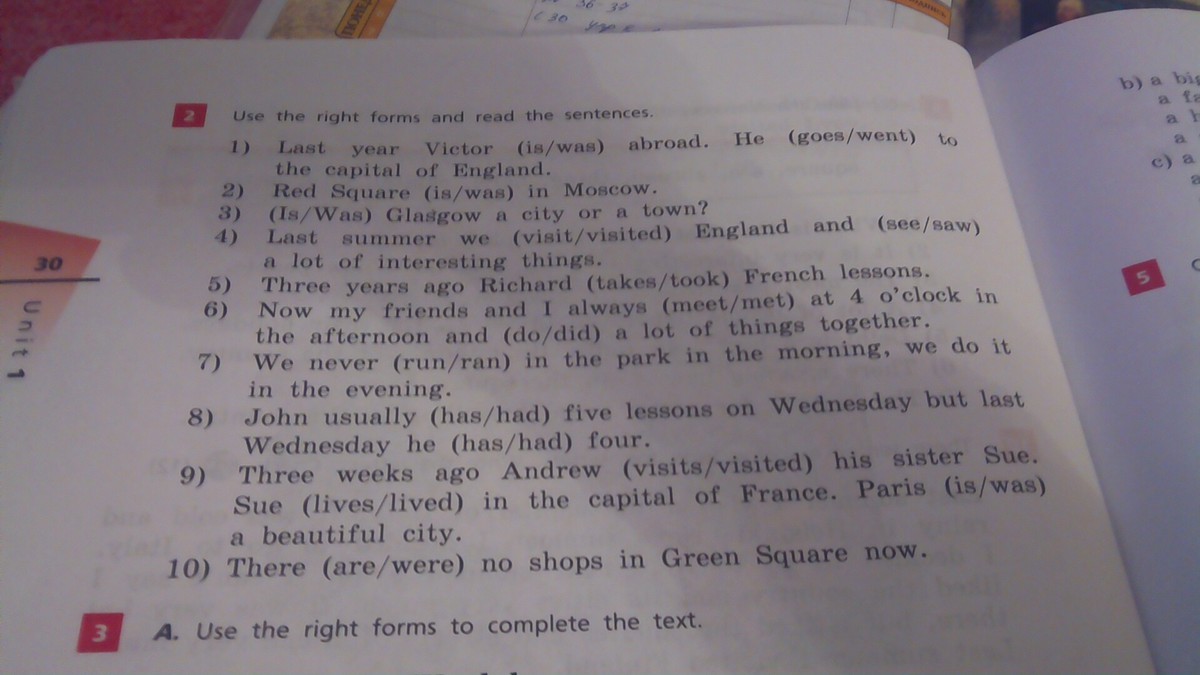 36-37
с 30
2 Use the right forms and read the sentences.
1) Last year Victor (is/was) abroad. He (goes/went) to
the capital of England.
2) Red Square (is/was) in Moscow.
3) (Is/Was) Glasgow a city or a town?
4) Last summer we (visit/visited) England and (see/saw)
a lot of interesting things.
5) Three years ago Richard (takes/took) French lessons.
6) Now my friends and I always (meet/met) at 4 o'clock in
the afternoon and (do/did) a lot of things together.
7) We never (run/ran) in the park in the morning, we do it
in the evening.
8) John usually (has/had) five lessons on Wednesday but last
Wednesday he (has/had) four.
9) Three weeks ago Andrew (visits/visited) his sister Sue.
Sue (lives/lived) in the capital of France. Paris (is/was)
a beautiful city.
10) There (are/were) no shops in Green Square now.
3 A. Use the right forms to complete the text.
30
Unit 1
b) a
a
a
a
c) a
5